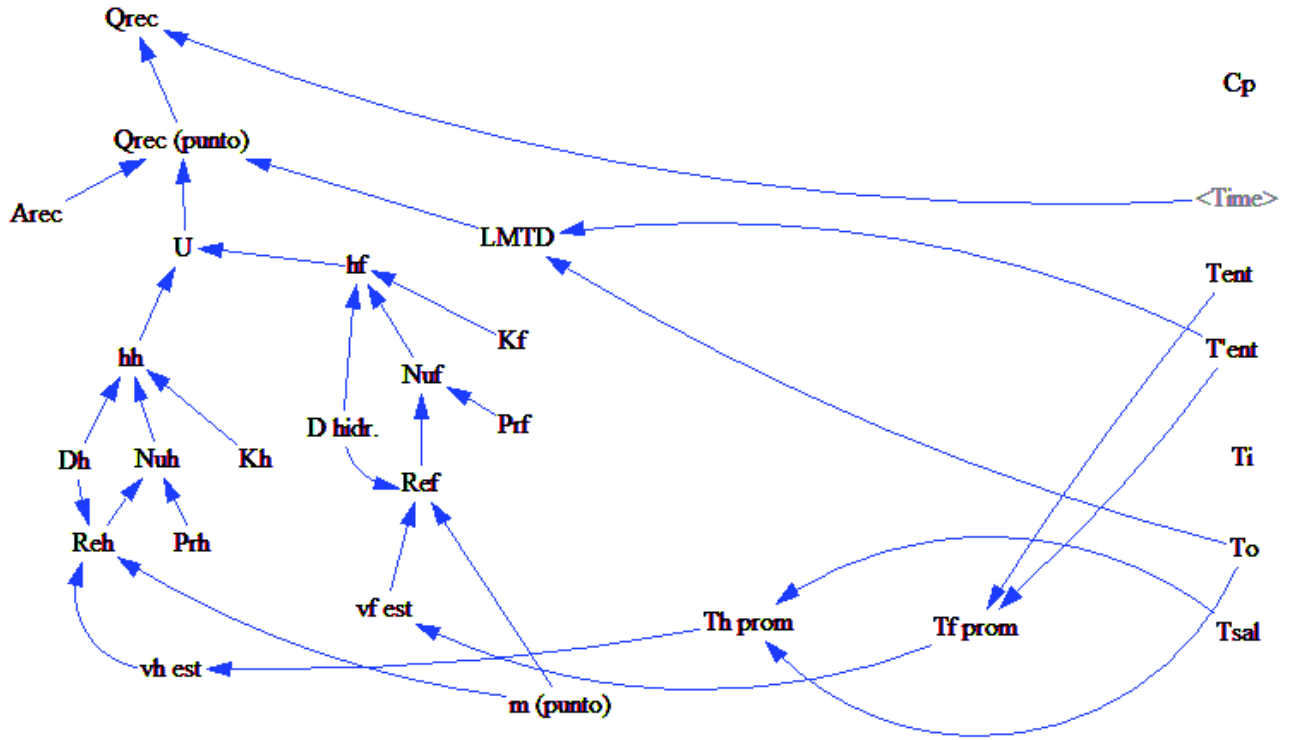 Qrec
Cp
Qrec (punto)
<Time>
Arec
LMTD
U
hf
Tent
Kf
T'ent
hh
Nuf
D hidr.
Prf
Dh
Nuh
Kh
Ti
Ref
Reh
Prh
To
vf est
Th prom
Tf prom
Tsal
vh est
m (punto)